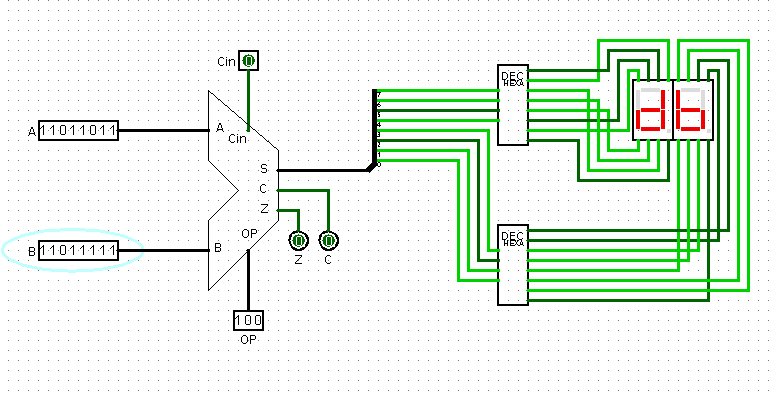 Cin 0
A 11011011
A
Cin
S
C
Z
B 11011111
B
OP
0 0
Z C
100
OP
7
6
5
4
3
2
1
0
DEC
HEXA
DEC
HEXA
db